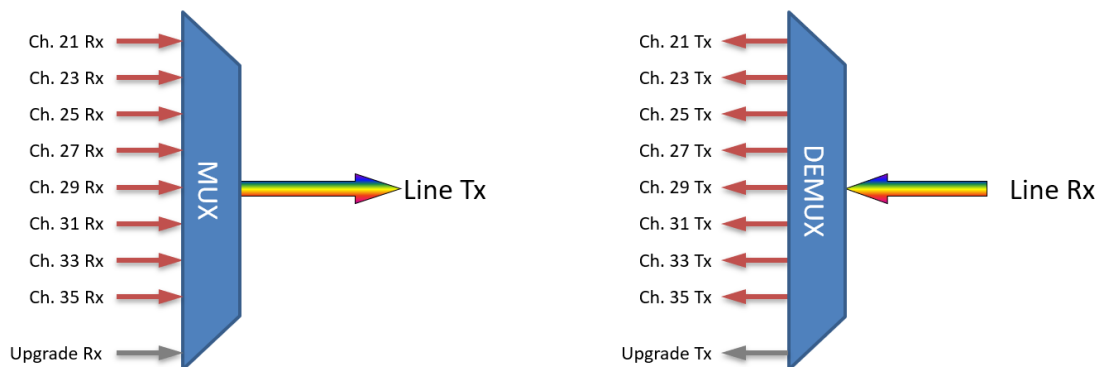 Ch. 21 Rx
Ch. 23 Rx
Ch. 25 Rx
Ch. 27 Rx
Ch. 29 Rx
Ch. 31 Rx
Ch. 33 Rx
Ch. 35 Rx
Upgrade Rx
MUX
Line Tx
Ch. 21 Tx
Ch. 23 Tx
Ch. 25 Tx
Ch. 27 Tx
Ch. 29 Tx
Ch. 31 Tx
Ch. 33 Tx
Ch. 35 Tx
Upgrade Tx
DEMUX
Line Rx